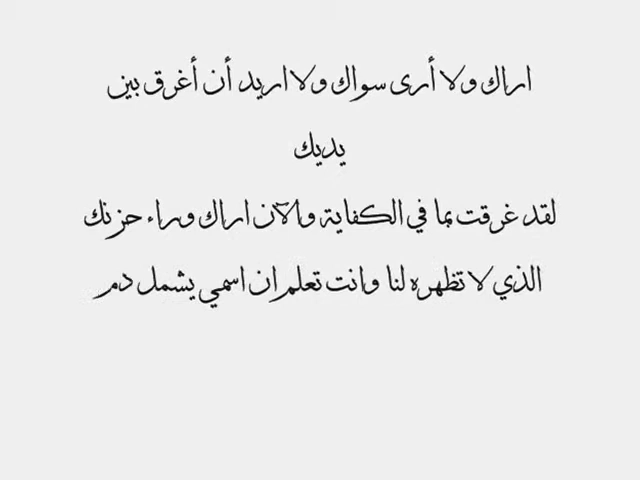 اراك ولا أرى سواك ولا اريد أن أغرق بين
يديك
لقد غرقت بما في الكفاية والآن اراك وراء حزنك
الذي لا تظهره لنا وانت تعلم ان اسمي يشمل دم